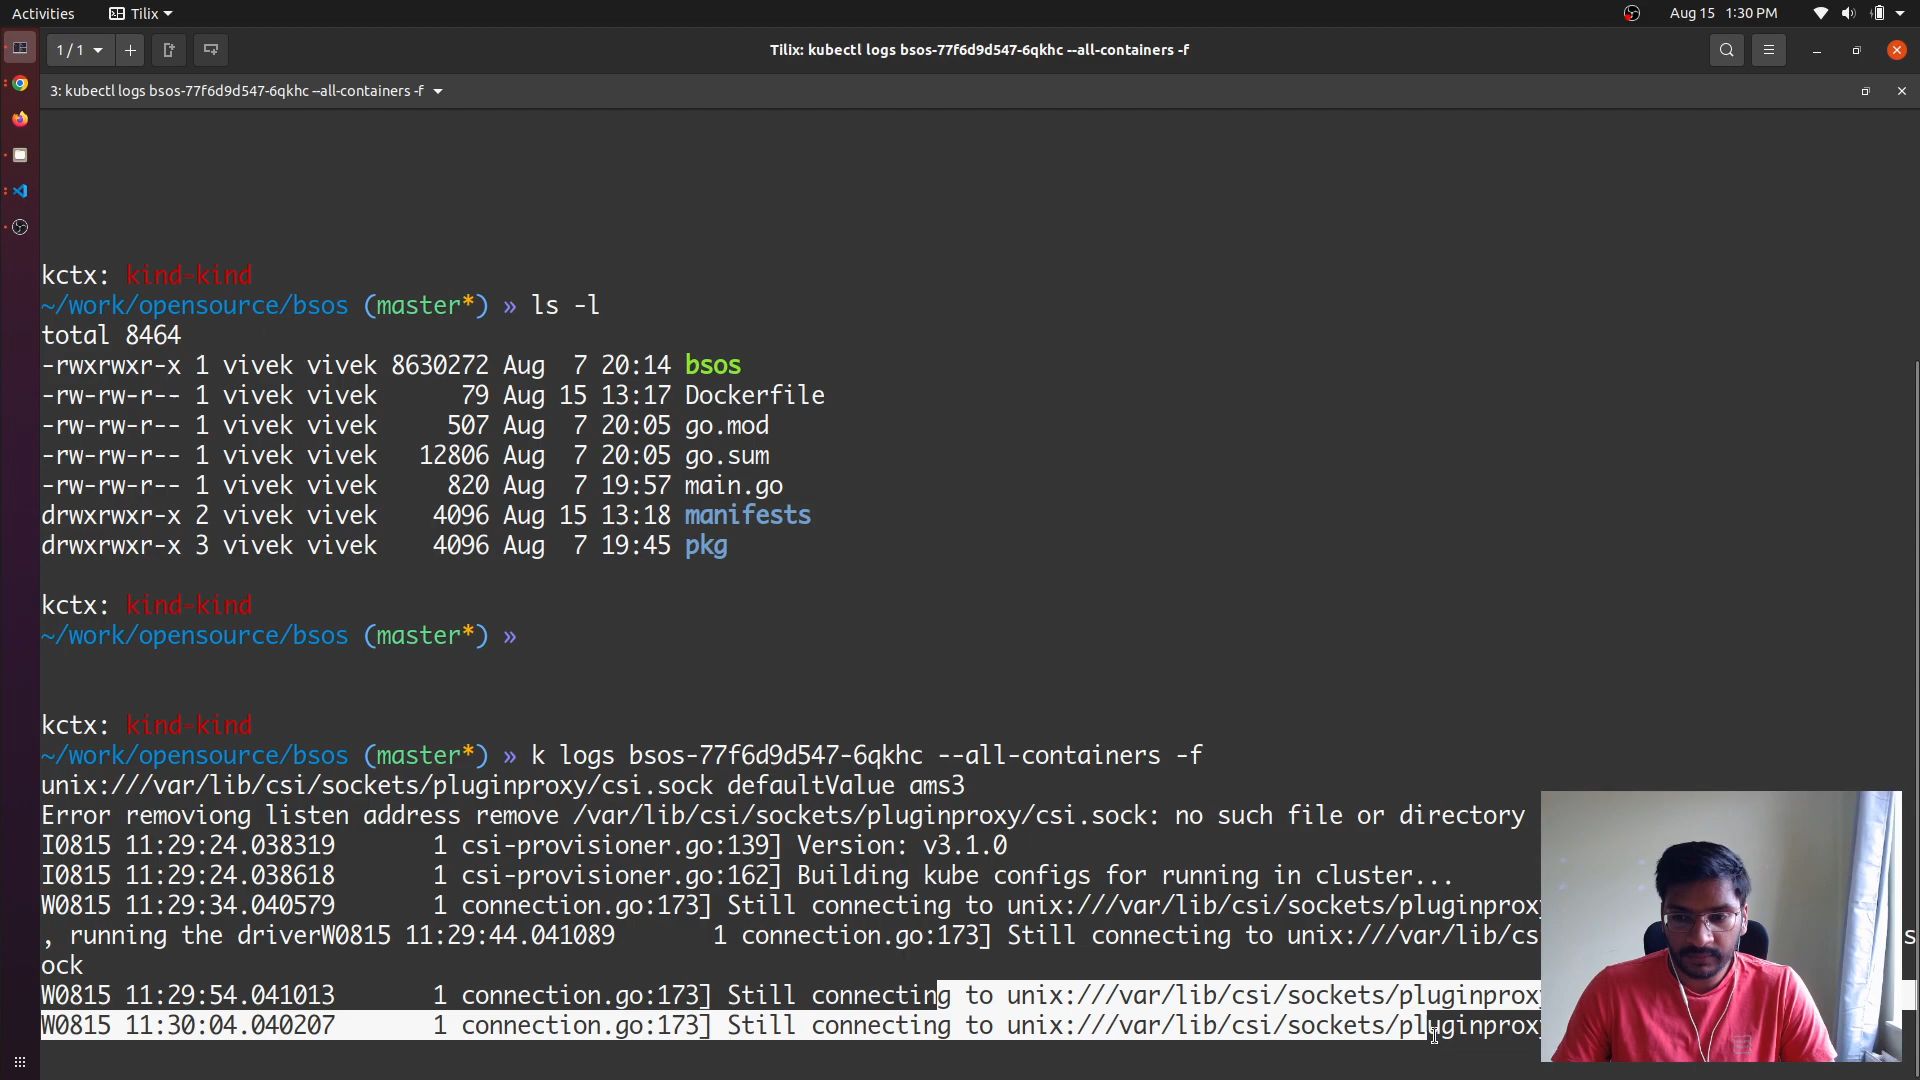 Activities Tilix Aug 15 1:30 PM
1 / 1 Tilix: kubectl logs bsos-77f6d9d547-6qkhc --all-containers -f
3: kubectl logs bsos-77f6d9d547-6qkhc --all-containers -f
kctx: kind-kind
~/work/opensource/bsos (master*) » ls -l
total 8464
-rwxrwxr-x 1 vivek vivek 8630272 Aug  7 20:14 bsos
-rw-rw-r-- 1 vivek vivek      79 Aug 15 13:17 Dockerfile
-rw-rw-r-- 1 vivek vivek     507 Aug  7 20:05 go.mod
-rw-rw-r-- 1 vivek vivek   12806 Aug  7 20:05 go.sum
-rw-rw-r-- 1 vivek vivek     820 Aug  7 19:57 main.go
drwxrwxr-x 2 vivek vivek    4096 Aug 15 13:18 manifests
drwxrwxr-x 3 vivek vivek    4096 Aug  7 19:45 pkg
kctx: kind-kind
~/work/opensource/bsos (master*) »
kctx: kind-kind
~/work/opensource/bsos (master*) » k logs bsos-77f6d9d547-6qkhc --all-containers -f
unix:///var/lib/csi/sockets/pluginproxy/csi.sock defaultValue ams3
Error removiong listen address remove /var/lib/csi/sockets/pluginproxy/csi.sock: no such file or directory
I0815 11:29:24.038319       1 csi-provisioner.go:139] Version: v3.1.0
I0815 11:29:24.038618       1 csi-provisioner.go:162] Building kube configs for running in cluster...
W0815 11:29:34.040579       1 connection.go:173] Still connecting to unix:///var/lib/csi/sockets/pluginproxy
, running the driverW0815 11:29:44.041089       1 connection.go:173] Still connecting to unix:///var/lib/cs s
ock
W0815 11:29:54.041013       1 connection.go:173] Still connecting to unix:///var/lib/csi/sockets/pluginproxy
W0815 11:30:04.040207       1 connection.go:173] Still connecting to unix:///var/lib/csi/sockets/pluginproxy